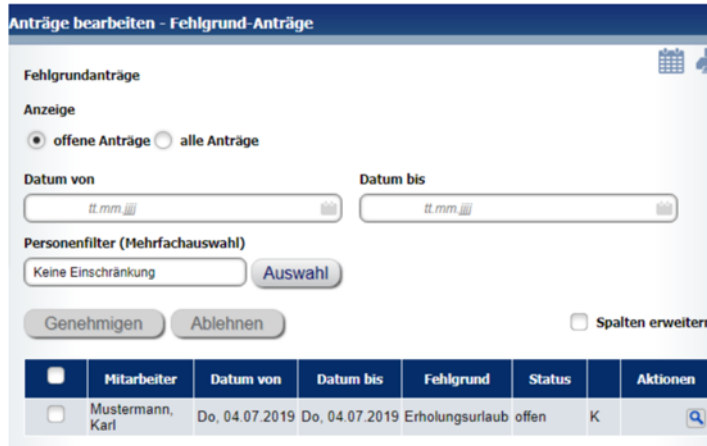 Anträge bearbeiten - Fehlgrund-Anträge
Fehlgrundanträge
Anzeige
offene Anträge alle Anträge
Datum von Datum bis
tt.mm.jjjj tt.mm.jjjj
Personenfilter (Mehrfachauswahl)
Keine Einschränkung Auswahl
Genehmigen Ablehnen Spalten erweitern
Mitarbeiter Datum von Datum bis Fehlgrund Status Aktionen
Mustermann,
Karl Do, 04.07.2019 Do, 04.07.2019 Erholungsurlaub offen K